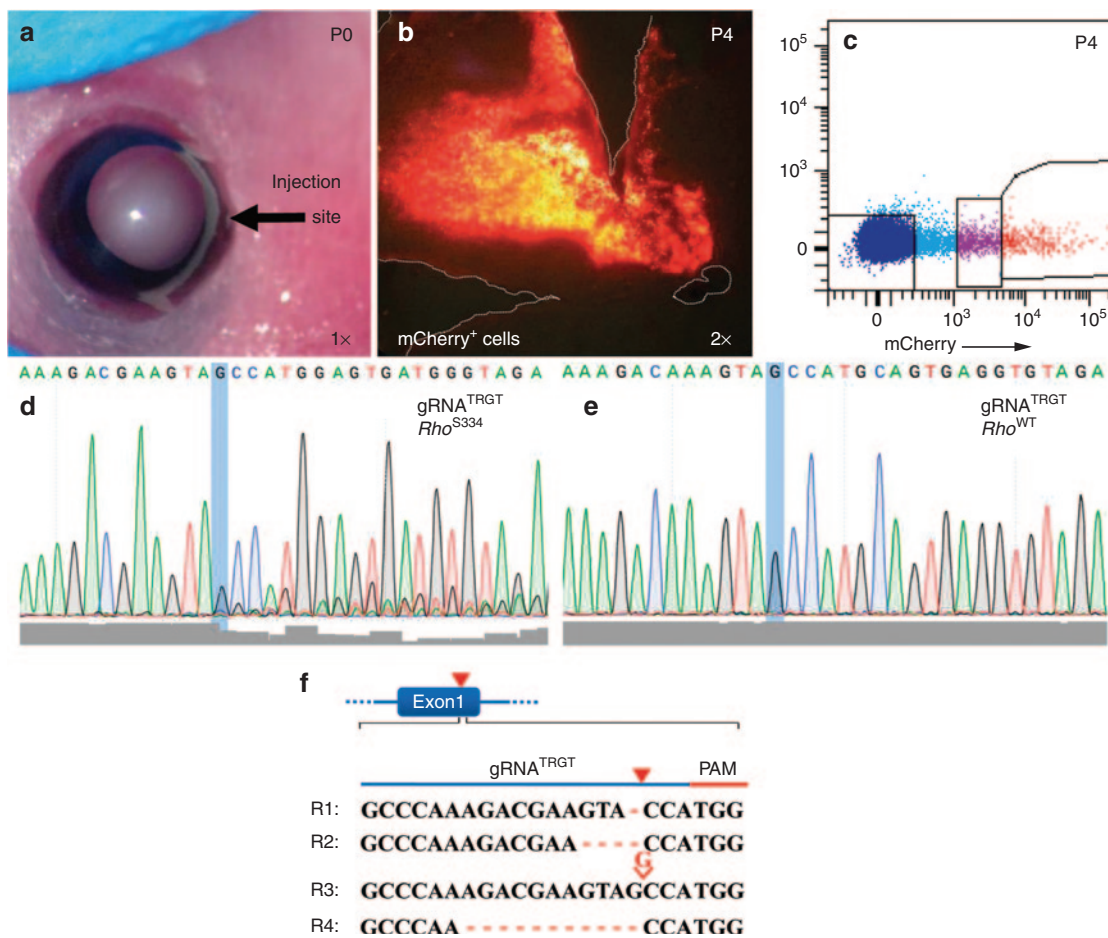 a
P0
Injection
site
1×
b
P4
mCherry⁺ cells
2×
c
P4
10⁵
10⁴
10³
0
0
10³
10⁴
10⁵
mCherry
AAAGACGAAGTAGCCATGGAGTGATGGGTAGA
d
gRNA^TRGT
Rho^S334
AAAGACAAAGTAGCCATGCAGTGAGGTGTAGA
e
gRNA^TRGT
Rho^WT
f
Exon1
gRNA^TRGT
PAM
R1: GCCCAAAGACGAAGTA-CCATGG
R2: GCCCAAAGACGAA----CCATGG
G
R3: GCCCAAAGACGAAGTAGCCATGG
R4: GCCCAA-----------CCATGG